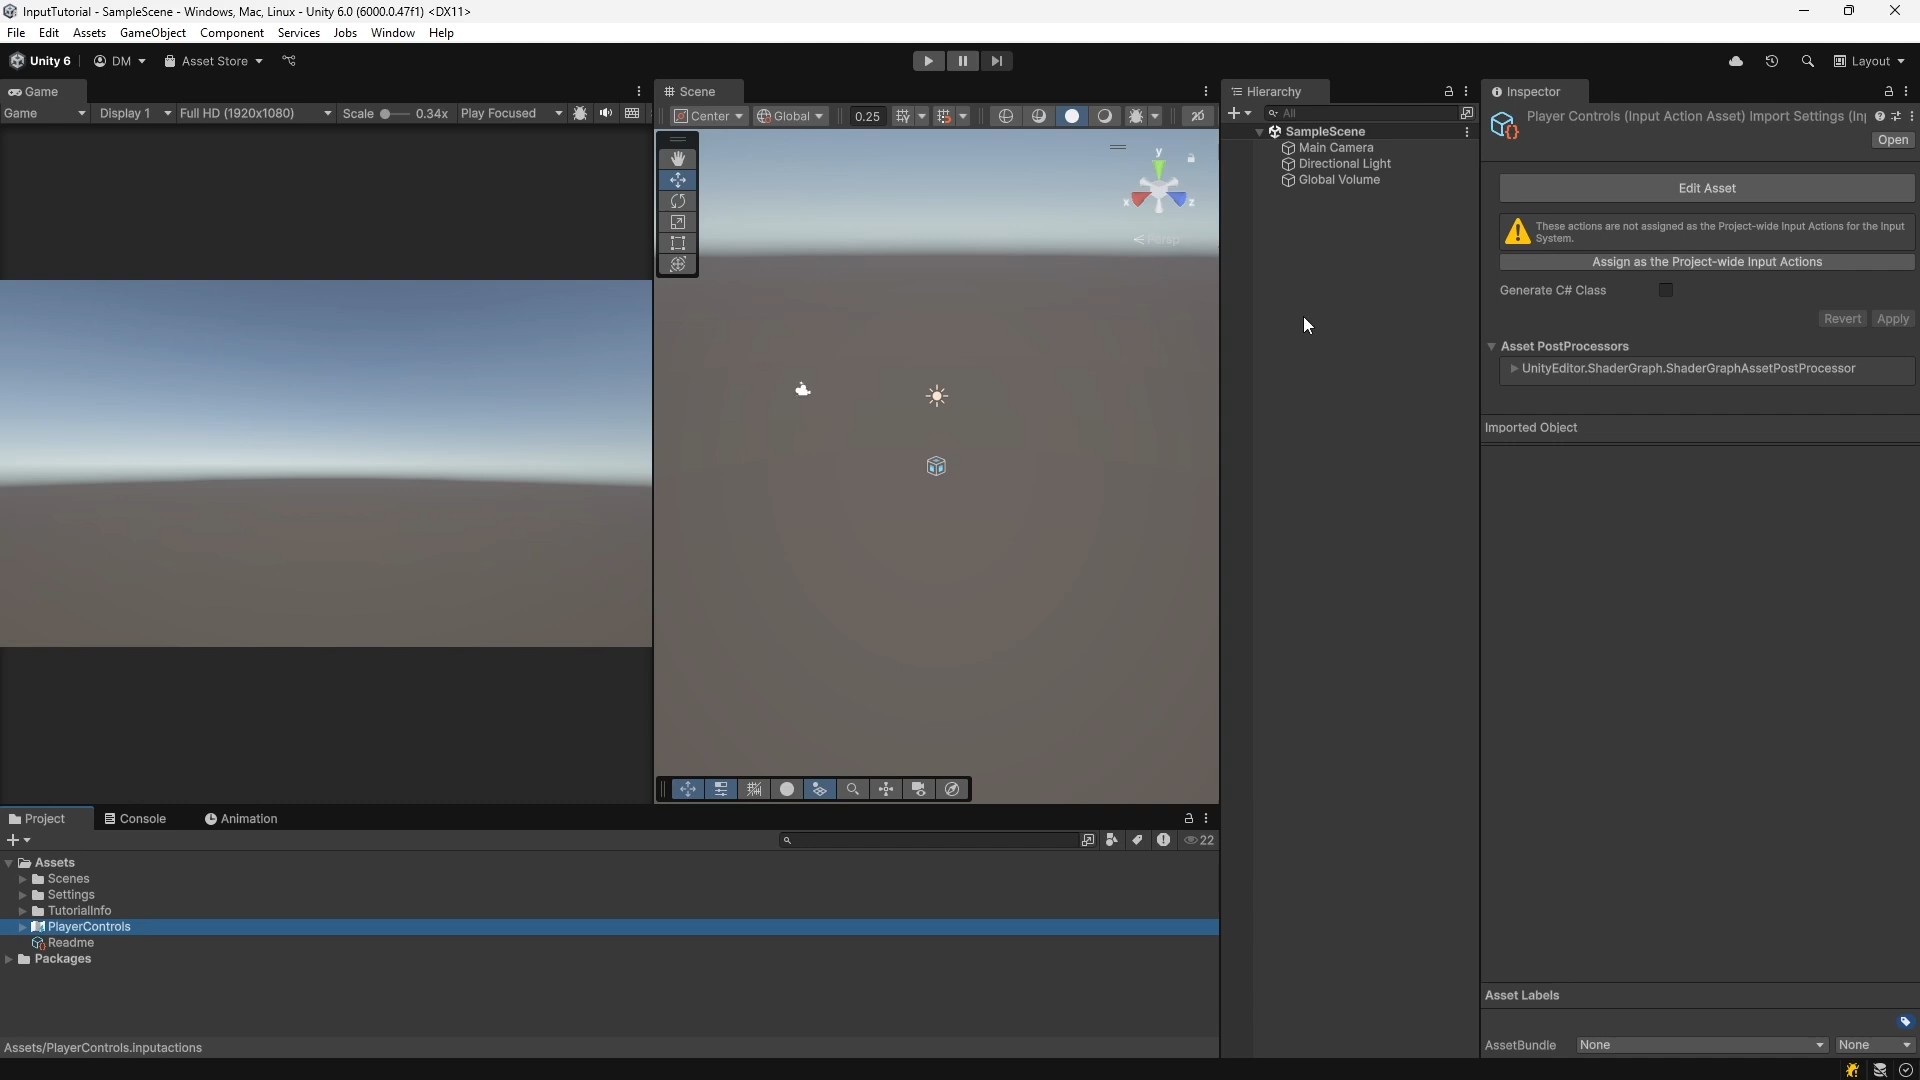 InputTutorial - SampleScene - Windows, Mac, Linux - Unity 6.0 (6000.0.47f1) <DX11>
File Edit Assets GameObject Component Services Jobs Window Help
Unity 6 DM Asset Store Layout
Game
Game Display 1 Full HD (1920x1080) Scale 0.34x Play Focused
Scene
Center Global 0.25 2D
y
x
z
Persp
Hierarchy
All
SampleScene
Main Camera
Directional Light
Global Volume
Inspector
Player Controls (Input Action Asset) Import Settings (In
Open
Edit Asset
These actions are not assigned as the Project-wide Input Actions for the Input
System.
Assign as the Project-wide Input Actions
Generate C# Class
Revert Apply
Asset PostProcessors
UnityEditor.ShaderGraph.ShaderGraphAssetPostProcessor
Imported Object
Asset Labels
AssetBundle None None
Project Console Animation
22
Assets
Scenes
Settings
TutorialInfo
PlayerControls
Readme
Packages
Assets/PlayerControls.inputactions